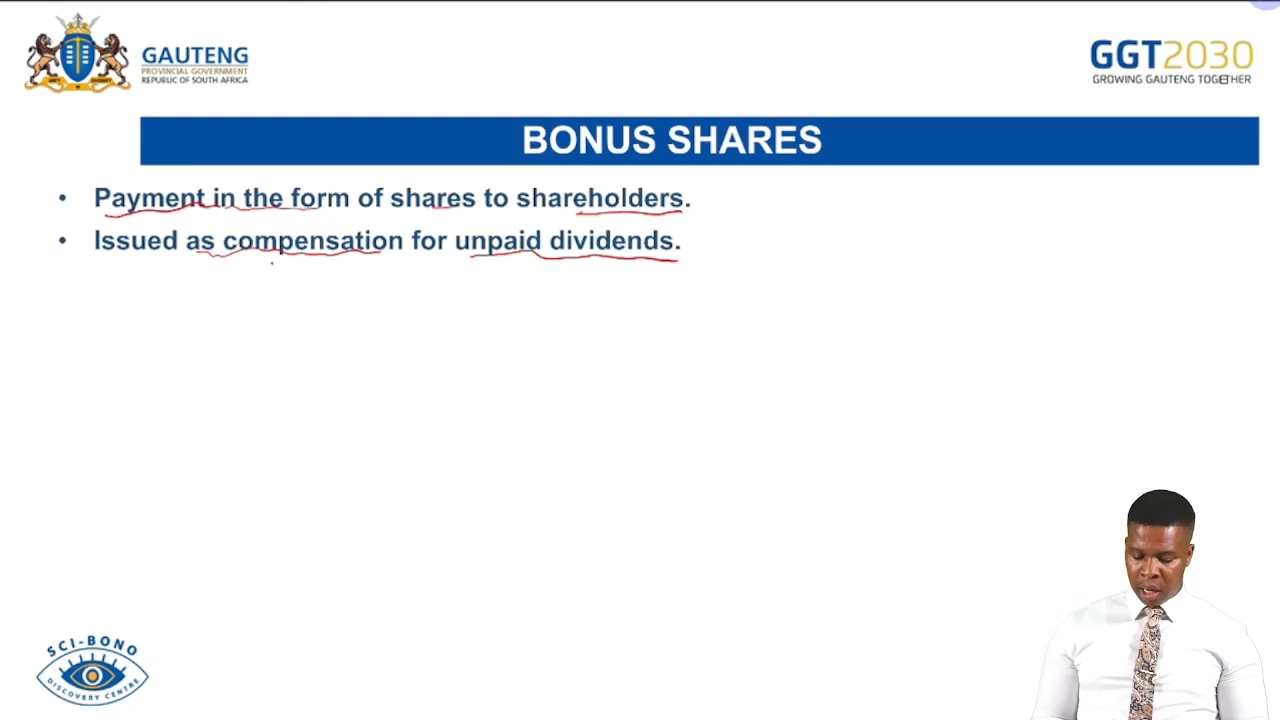 GAUTENG
PROVINCIAL GOVERNMENT
REPUBLIC OF SOUTH AFRICA
GGT2030
GROWING GAUTENG TOGETHER
BONUS SHARES
• Payment in the form of shares to shareholders.
• Issued as compensation for unpaid dividends.
SCI-BONO
DISCOVERY CENTRE